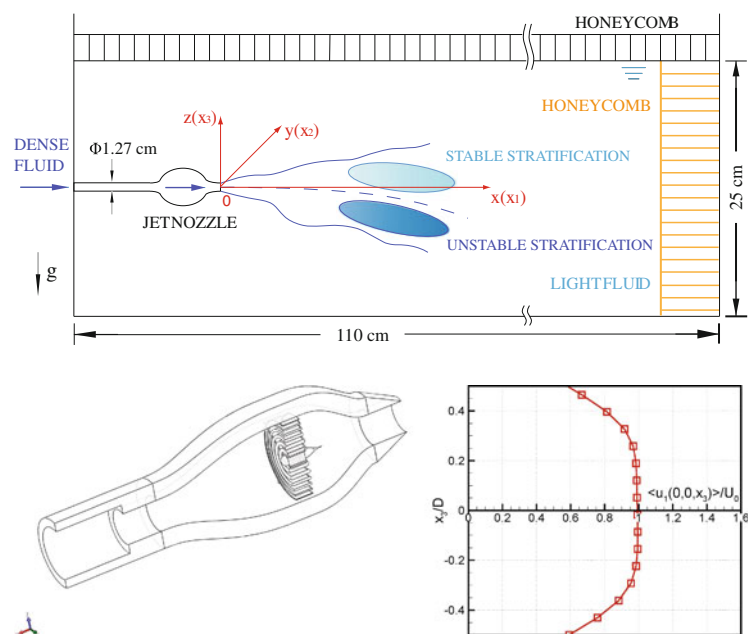 HONEYCOMB
HONEYCOMB
z(x3)
y(x2)
DENSE
FLUID
Φ1.27 cm
STABLE STRATIFICATION
x(x1)
0
JETNOZZLE
UNSTABLE STRATIFICATION
g
LIGHTFLUID
25 cm
110 cm
0.4
0.2
<u1(0,0,x3)>/U0
x3/D
0
0 0.2 0.4 0.6 0.8 1 1.2 1.4 1.6
-0.2
-0.4